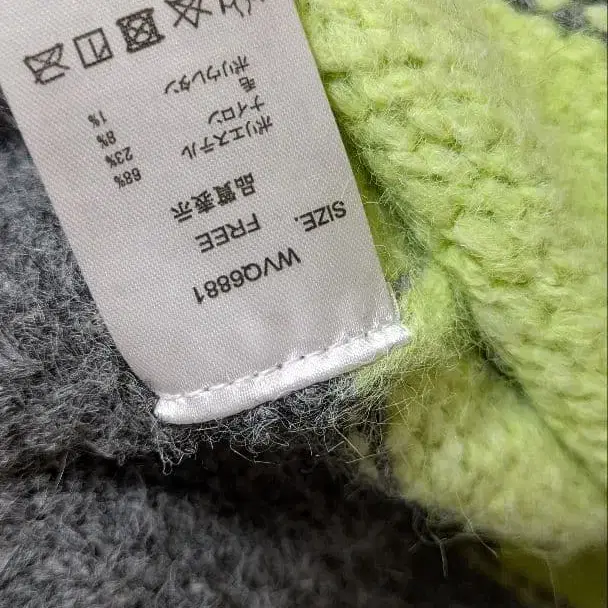 WVQ6881
SIZE. FREE
品質表示
ポリエステル 68%
ナイロン 23%
毛 8%
ポリウレタン 1%